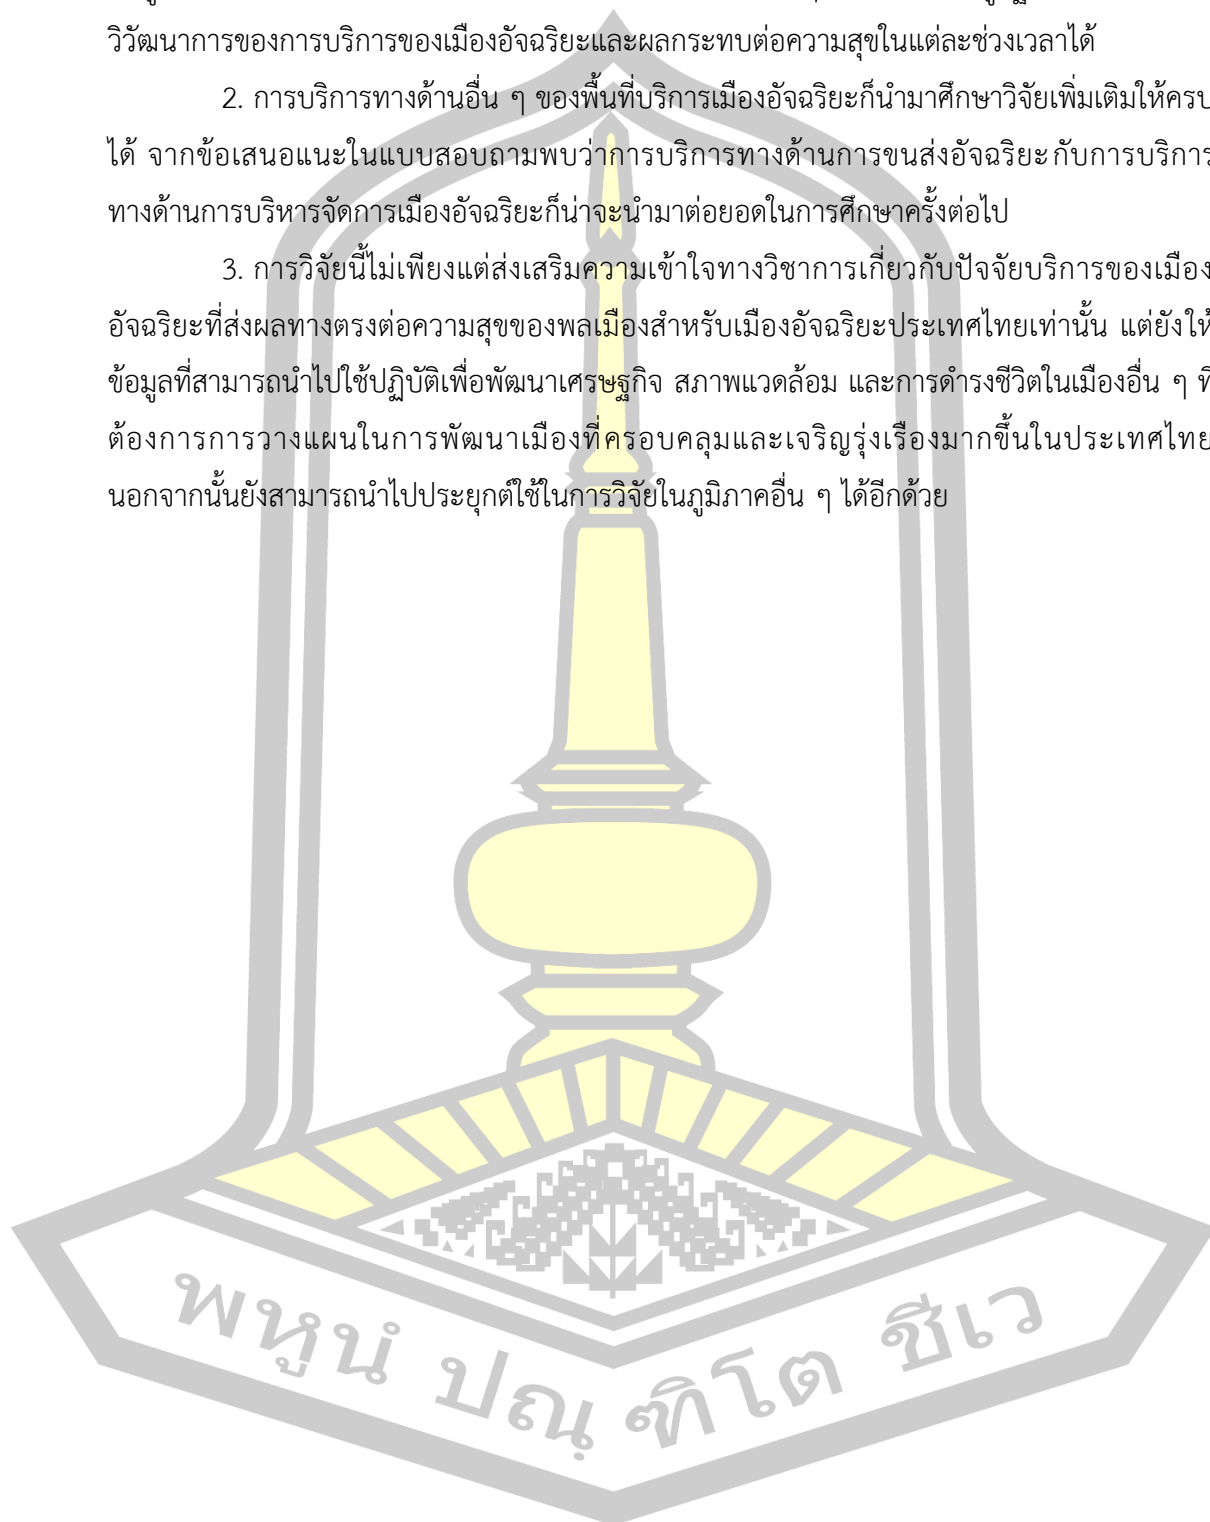 วิวัฒนาการของการบริการของเมืองอัจฉริยะและผลกระทบต่อความสุขในแต่ละช่วงเวลาได้
2. การบริการทางด้านอื่น ๆ ของพื้นที่บริการเมืองอัจฉริยะก็นำมาศึกษาวิจัยเพิ่มเติมให้ครบ
ได้ จากข้อเสนอแนะในแบบสอบถามพบว่าการบริการทางด้านการขนส่งอัจฉริยะ กับการบริการ
ทางด้านการบริหารจัดการเมืองอัจฉริยะก็น่าจะนำมาต่อยอดในการศึกษาครั้งต่อไป
3. การวิจัยนี้ไม่เพียงแต่ส่งเสริมความเข้าใจทางวิชาการเกี่ยวกับปัจจัยบริการของเมือง
อัจฉริยะที่ส่งผลทางตรงต่อความสุขของพลเมืองสำหรับเมืองอัจฉริยะประเทศไทยเท่านั้น แต่ยังให้
ข้อมูลที่สามารถนำไปใช้ปฏิบัติเพื่อพัฒนาเศรษฐกิจ สภาพแวดล้อม และการดำรงชีวิตในเมืองอื่น ๆ ที่
ต้องการการวางแผนในการพัฒนาเมืองที่ครอบคลุมและเจริญรุ่งเรืองมากขึ้นในประเทศไทย
นอกจากนั้นยังสามารถนำไปประยุกต์ใช้ในการวิจัยในภูมิภาคอื่น ๆ ได้อีกด้วย
พหูนํ ปณฺ ฑิโต ชีเว